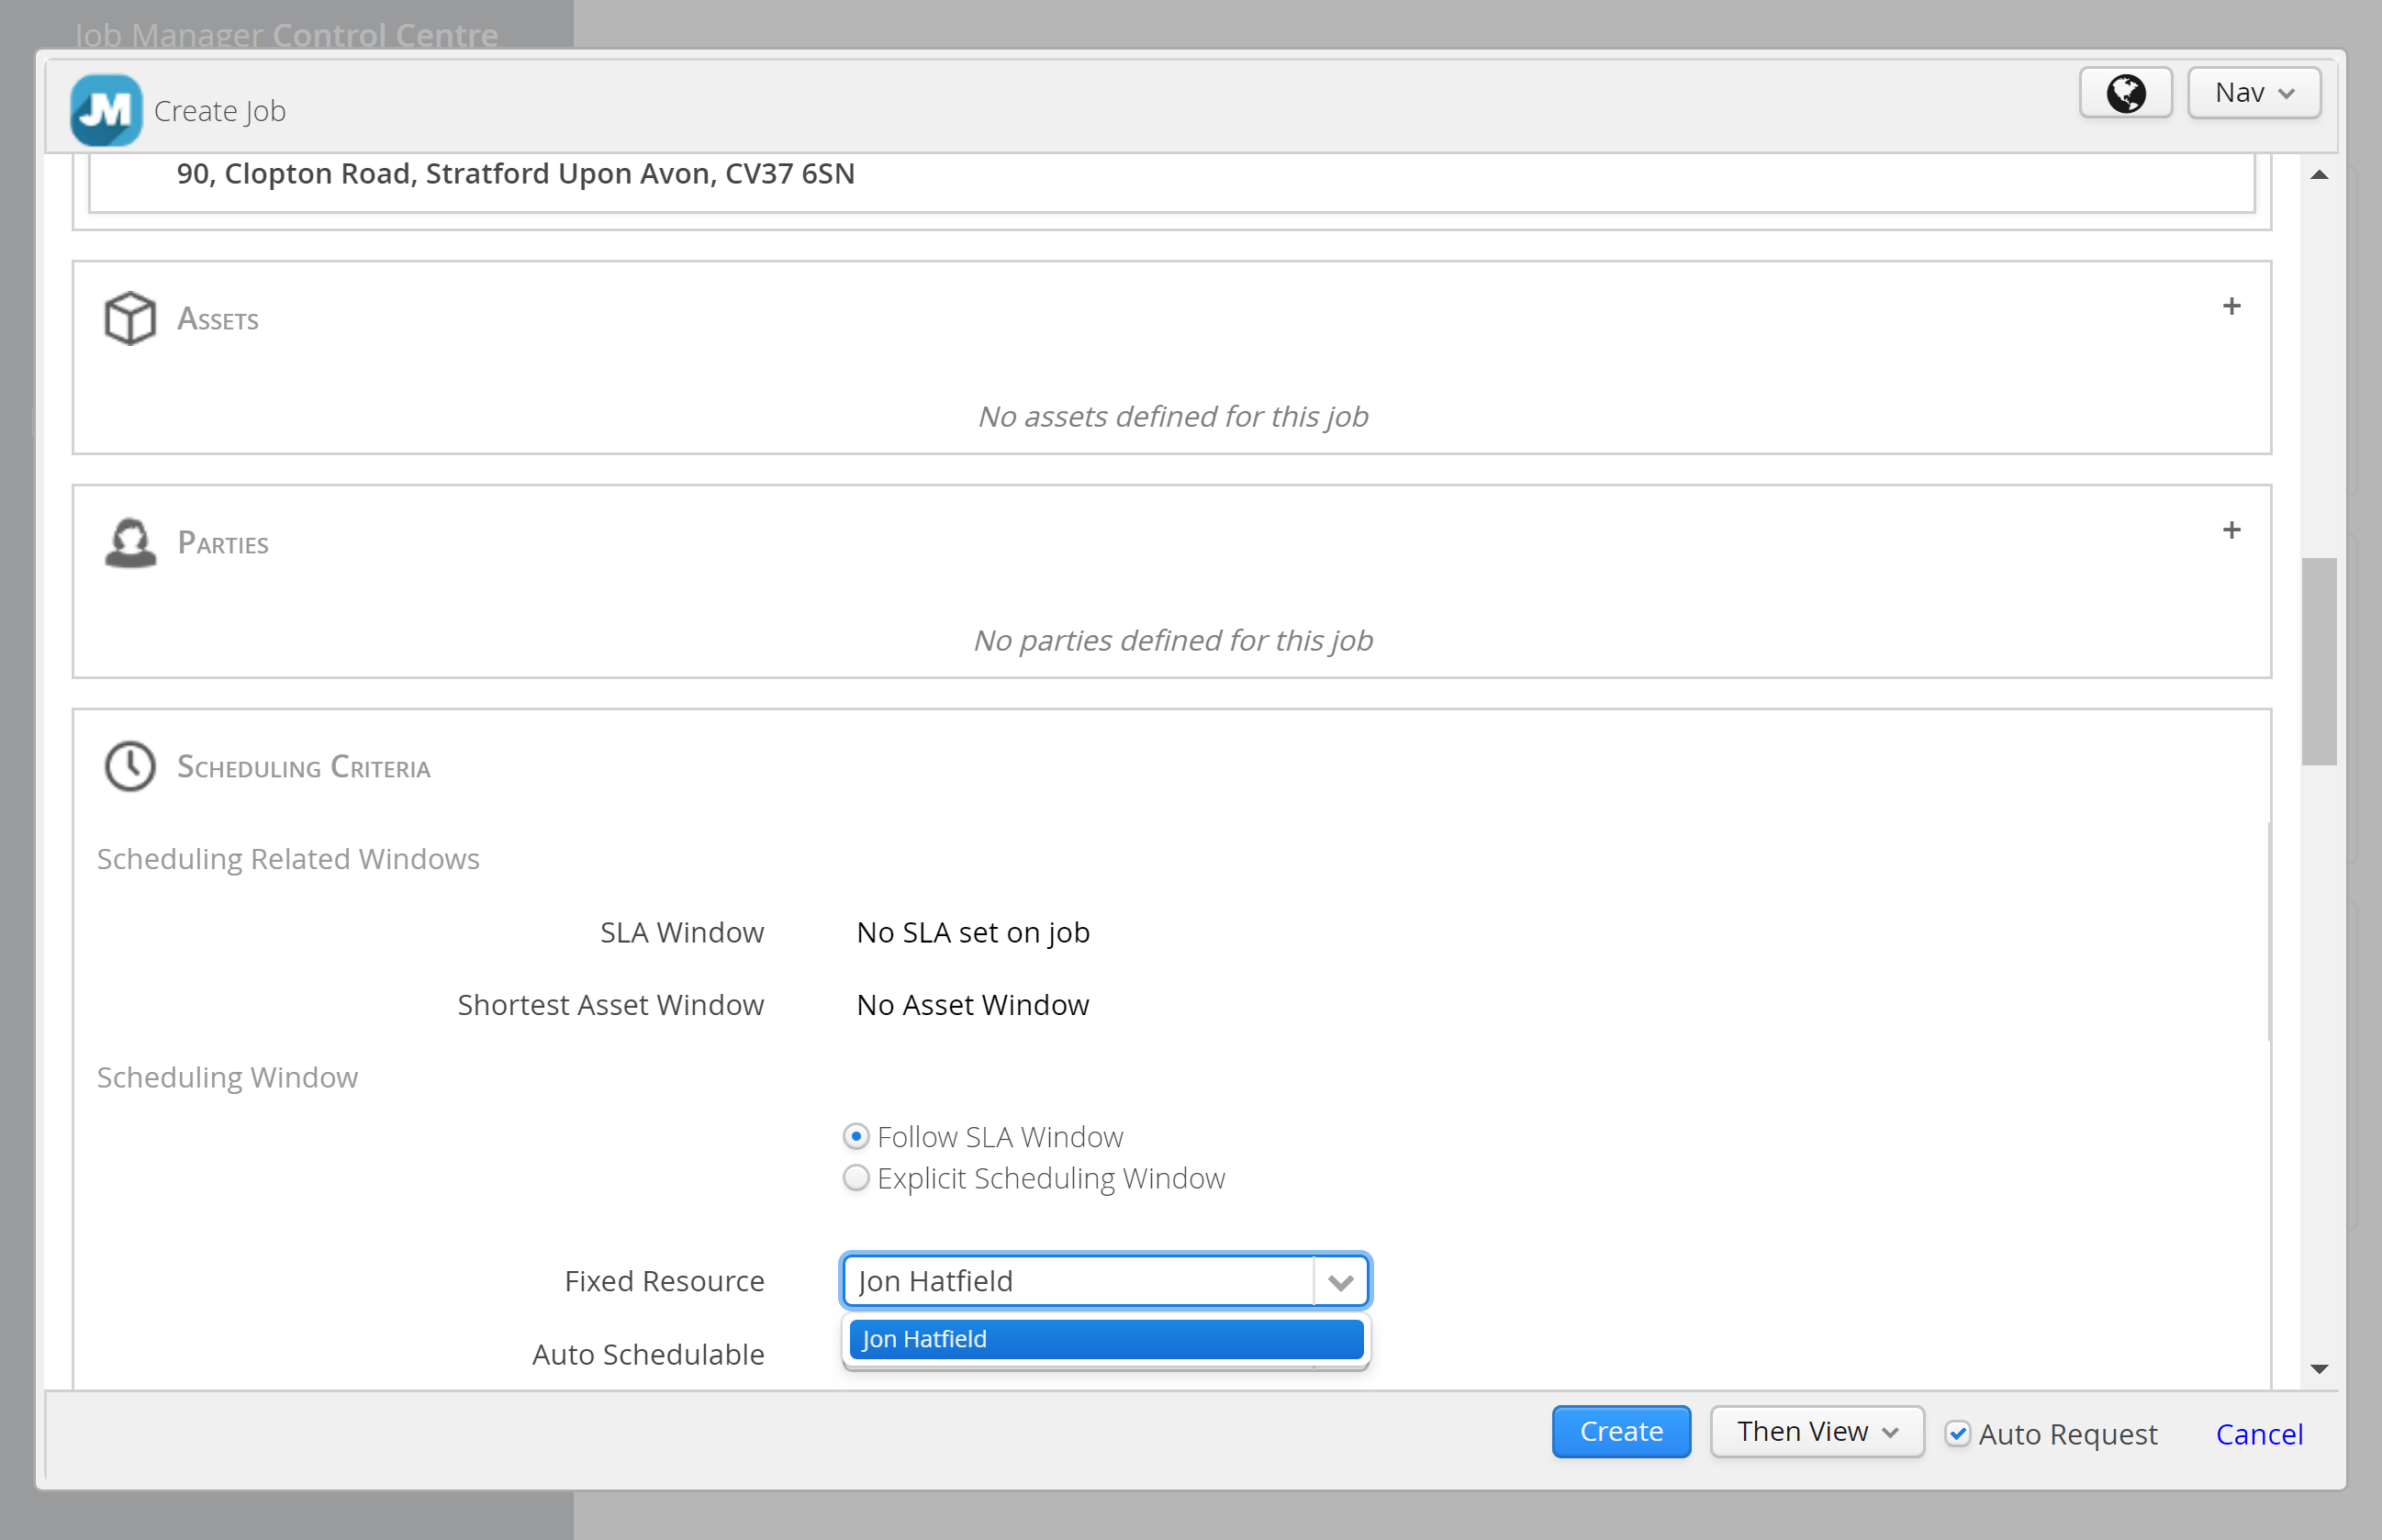 Job Manager Control Centre
JM Create Job
Nav
90, Clopton Road, Stratford Upon Avon, CV37 6SN
Assets
+
No assets defined for this job
Parties
+
No parties defined for this job
Scheduling Criteria
Scheduling Related Windows
SLA Window No SLA set on job
Shortest Asset Window No Asset Window
Scheduling Window
Follow SLA Window
Explicit Scheduling Window
Fixed Resource Jon Hatfield
Jon Hatfield
Auto Schedulable
Create Then View Auto Request Cancel